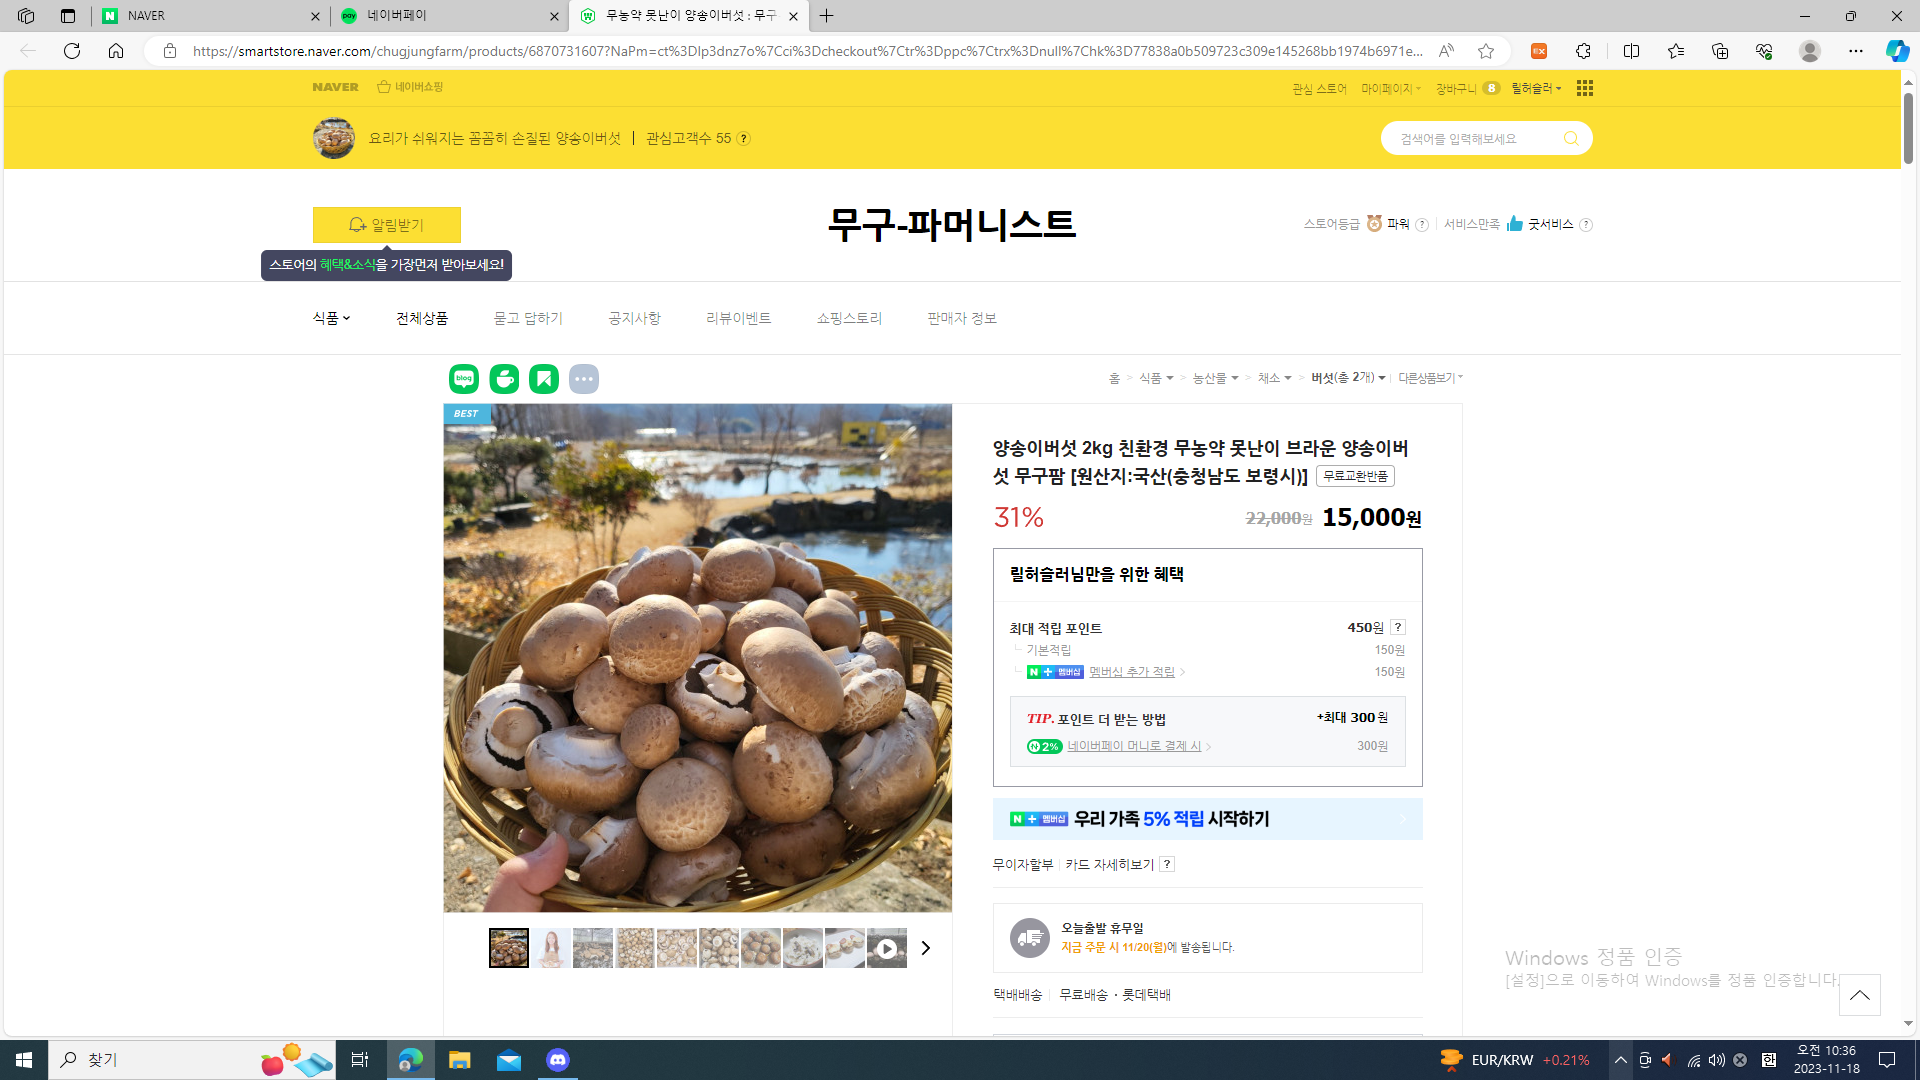 NAVER
네이버페이
무농약 못난이 양송이버섯 : 무구
https://smartstore.naver.com/chugjungfarm/products/6870731607?NaPm=ct%3Dlp3dnz7o%7Cci%3Dcheckout%7Ctr%3Dppc%7Ctrx%3Dnull%7Chk%3D77838a0b509723c309e145268bb1974b6971e...
NAVER 네이버쇼핑
관심 스토어 마이페이지 장바구니 8 릴허슬러
요리가 쉬워지는 꼼꼼히 손질된 양송이버섯 관심고객수 55 ?
검색어를 입력해보세요
알림받기
스토어의 혜택&소식을 가장먼저 받아보세요!
무구-파머니스트
스토어등급 파워 ? 서비스만족 굿서비스 ?
식품 전체상품 묻고 답하기 공지사항 리뷰이벤트 쇼핑스토리 판매자 정보
blog
홈 > 식품 > 농산물 > 채소 > 버섯(총 2개) 다른상품보기
BEST
양송이버섯 2kg 친환경 무농약 못난이 브라운 양송이버
섯 무구팜 [원산지:국산(충청남도 보령시)] 무료교환반품
31% 22,000원 15,000원
릴허슬러님만을 위한 혜택
최대 적립 포인트 450원 ?
기본적립 150원
N + 멤버십 멤버십 추가 적립 > 150원
TIP. 포인트 더 받는 방법 +최대 300 원
N 2% 네이버페이 머니로 결제 시 > 300원
N + 멤버십 우리 가족 5% 적립 시작하기
무이자할부 카드 자세히보기 ?
오늘출발 휴무일
지금 주문 시 11/20(월)에 발송됩니다.
택배배송 무료배송 · 롯데택배
Windows 정품 인증
[설정]으로 이동하여 Windows를 정품 인증합니다.
찾기
EUR/KRW +0.21%
한
오전 10:36
2023-11-18